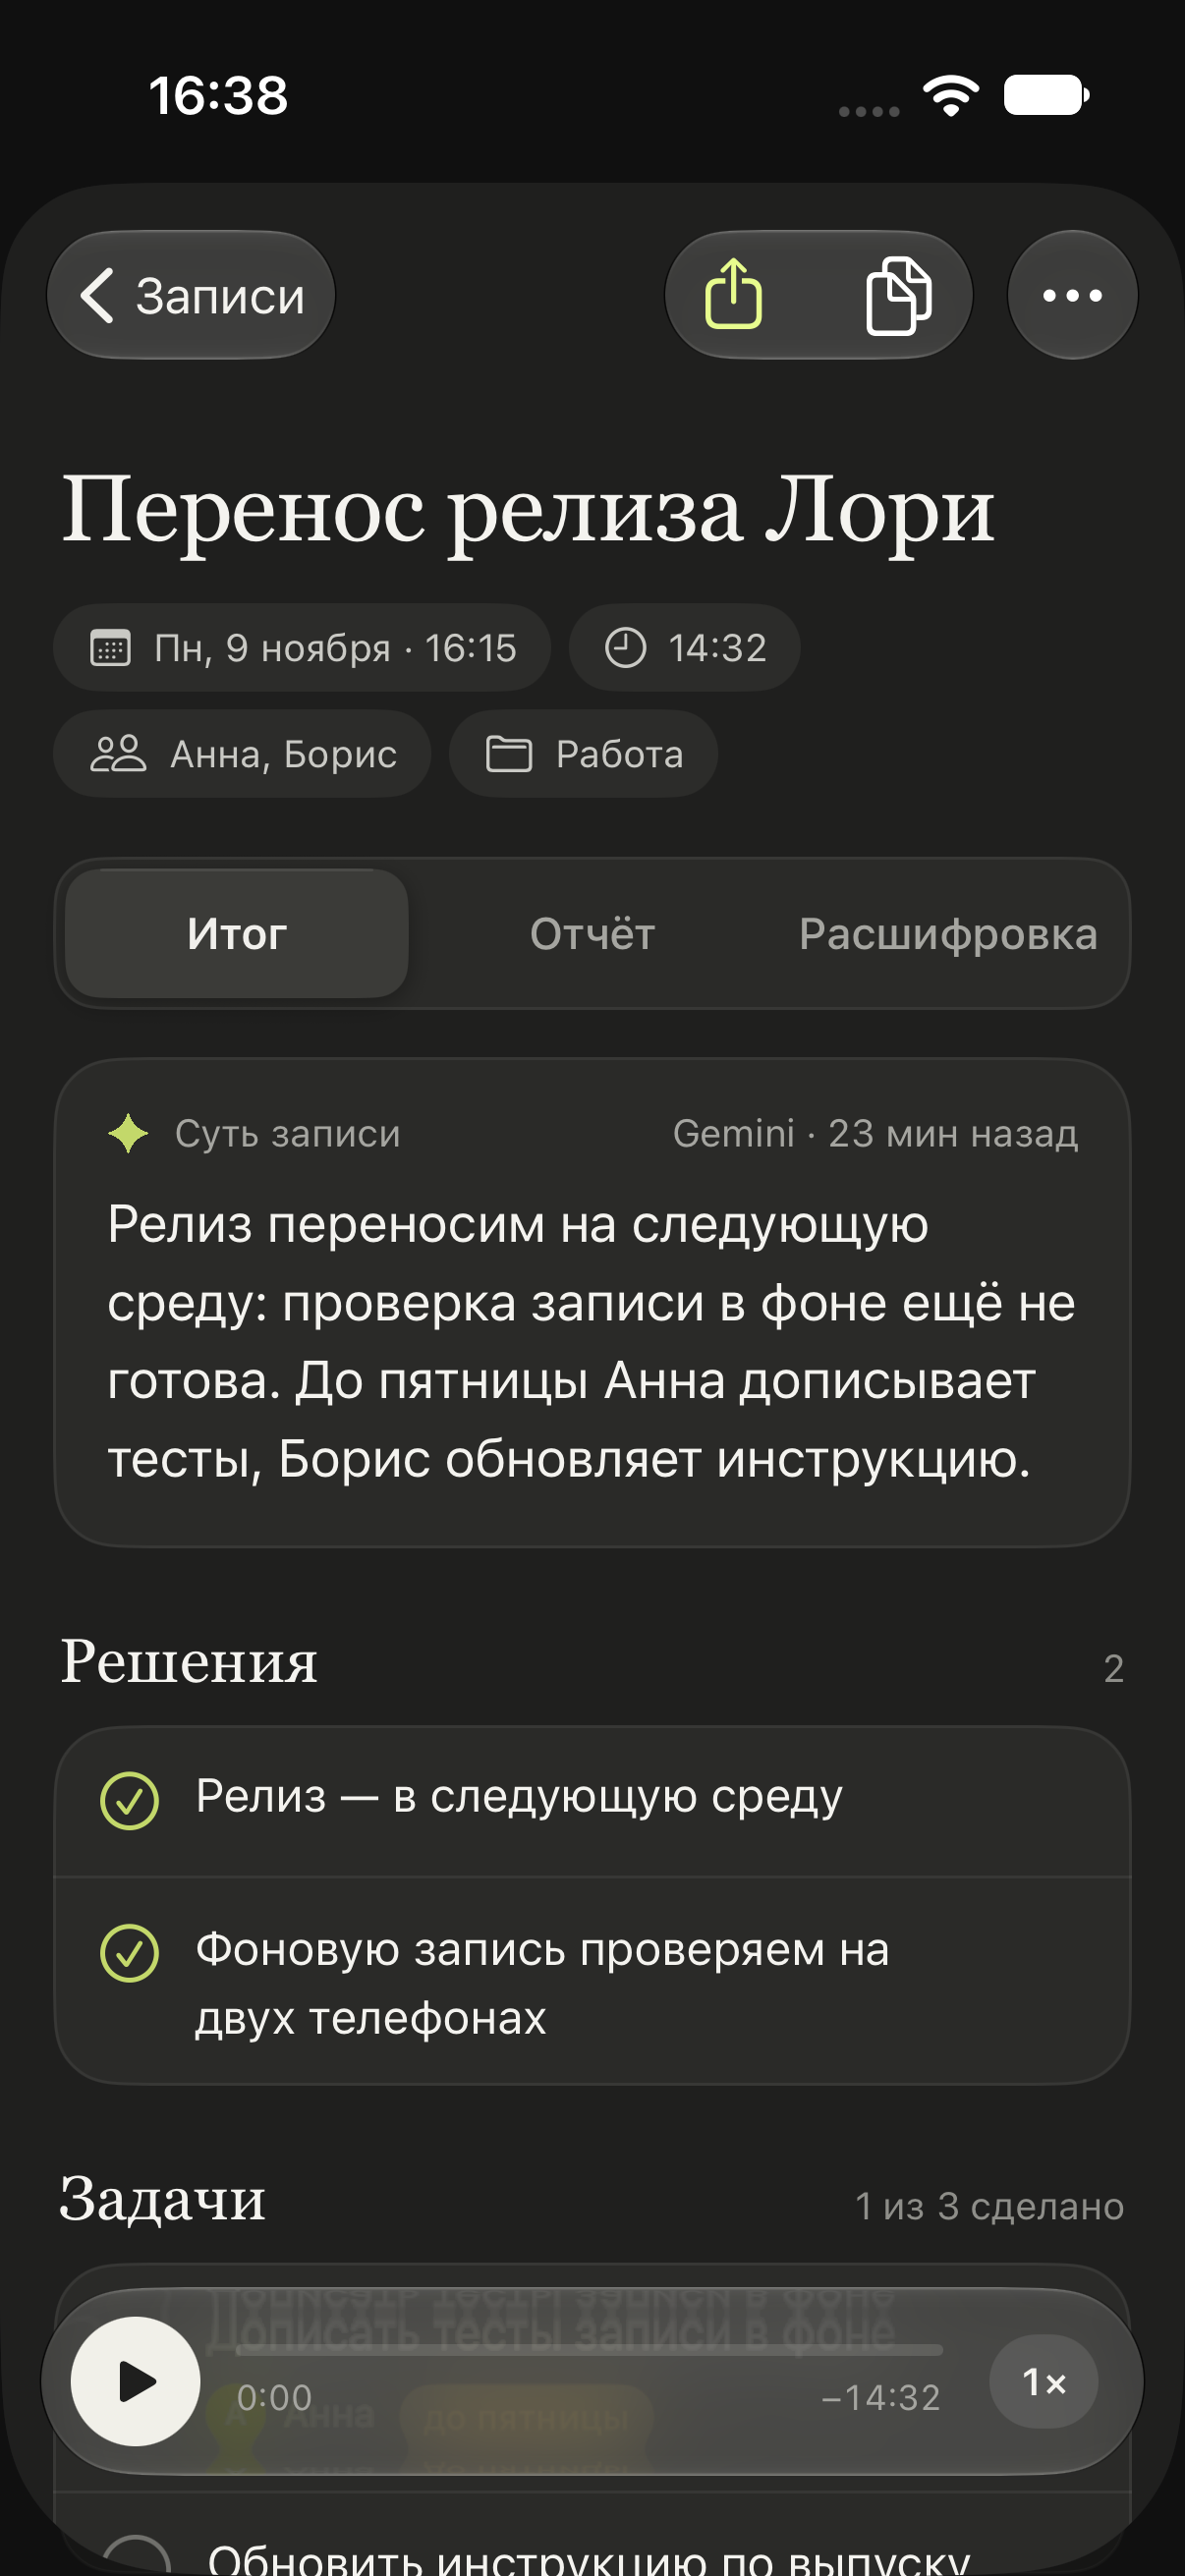 16:38
Записи
Перенос релиза Лори
Пн, 9 ноября · 16:15
14:32
Анна, Борис
Работа
Итог
Отчёт
Расшифровка
Суть записи
Gemini · 23 мин назад
Релиз переносим на следующую
среду: проверка записи в фоне ещё не
готова. До пятницы Анна дописывает
тесты, Борис обновляет инструкцию.
Решения
2
Релиз — в следующую среду
Фоновую запись проверяем на
двух телефонах
Задачи
1 из 3 сделано
Дописать тесты записи в фоне
0:00
−14:32
1×
Анна
до пятницы
Обновить инструкцию по выпуску